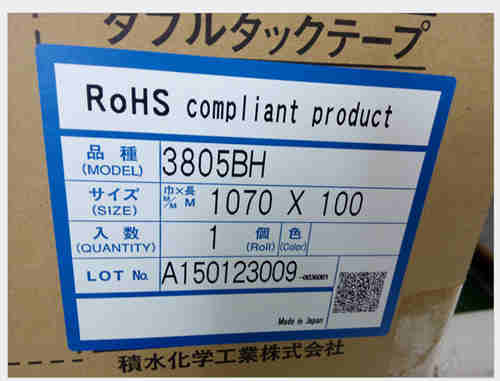 ダブルタックテープ
RoHS compliant product
品種 (MODEL) 3805BH
サイズ (SIZE) 巾×長 M/M M 1070 X 100
入数 (QUANTITY) 1 個 (Roll) 色 (Color)
LOT No. A150123009-0036001
Made in Japan
積水化学工業株式会社